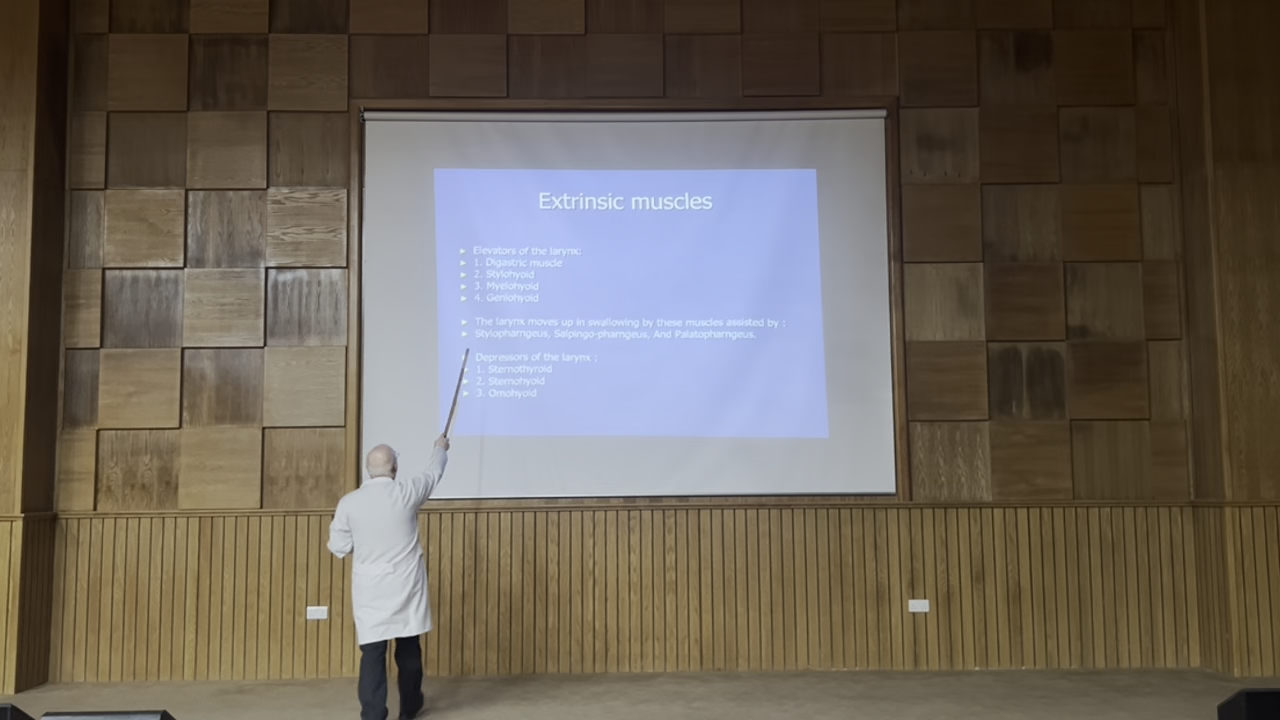 Extrinsic muscles
► Elevators of the larynx:
► 1. Digastric muscle
► 2. Stylohyoid
► 3. Myelohyoid
► 4. Geniohyoid
► The larynx moves up in swallowing by these muscles assisted by :
► Stylopharngeus, Salpingo-pharngeus, And Palatopharngeus.
► Depressors of the larynx :
► 1. Sternothyroid
► 2. Sternohyoid
► 3. Omohyoid